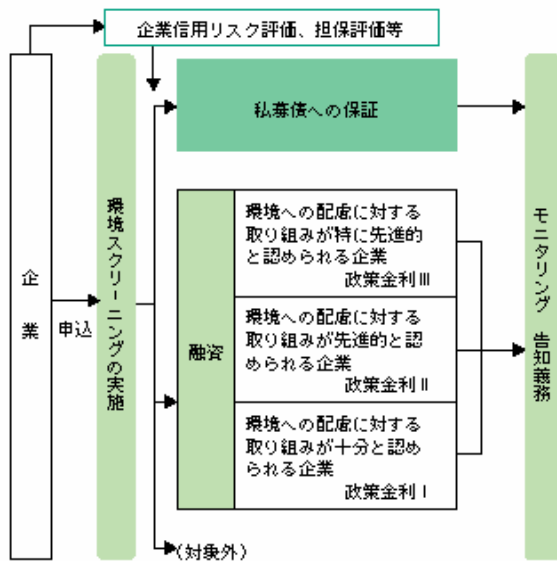 企業信用リスク評価、担保評価等
企業
申込
環境スクリーニングの実施
私募債への保証
融資
環境への配慮に対する
取り組みが特に先進的
と認められる企業
政策金利Ⅲ
環境への配慮に対する
取り組みが先進的と認
められる企業
政策金利Ⅱ
環境への配慮に対する
取り組みが十分と認め
られる企業
政策金利Ⅰ
(対象外)
モニタリング 告知義務